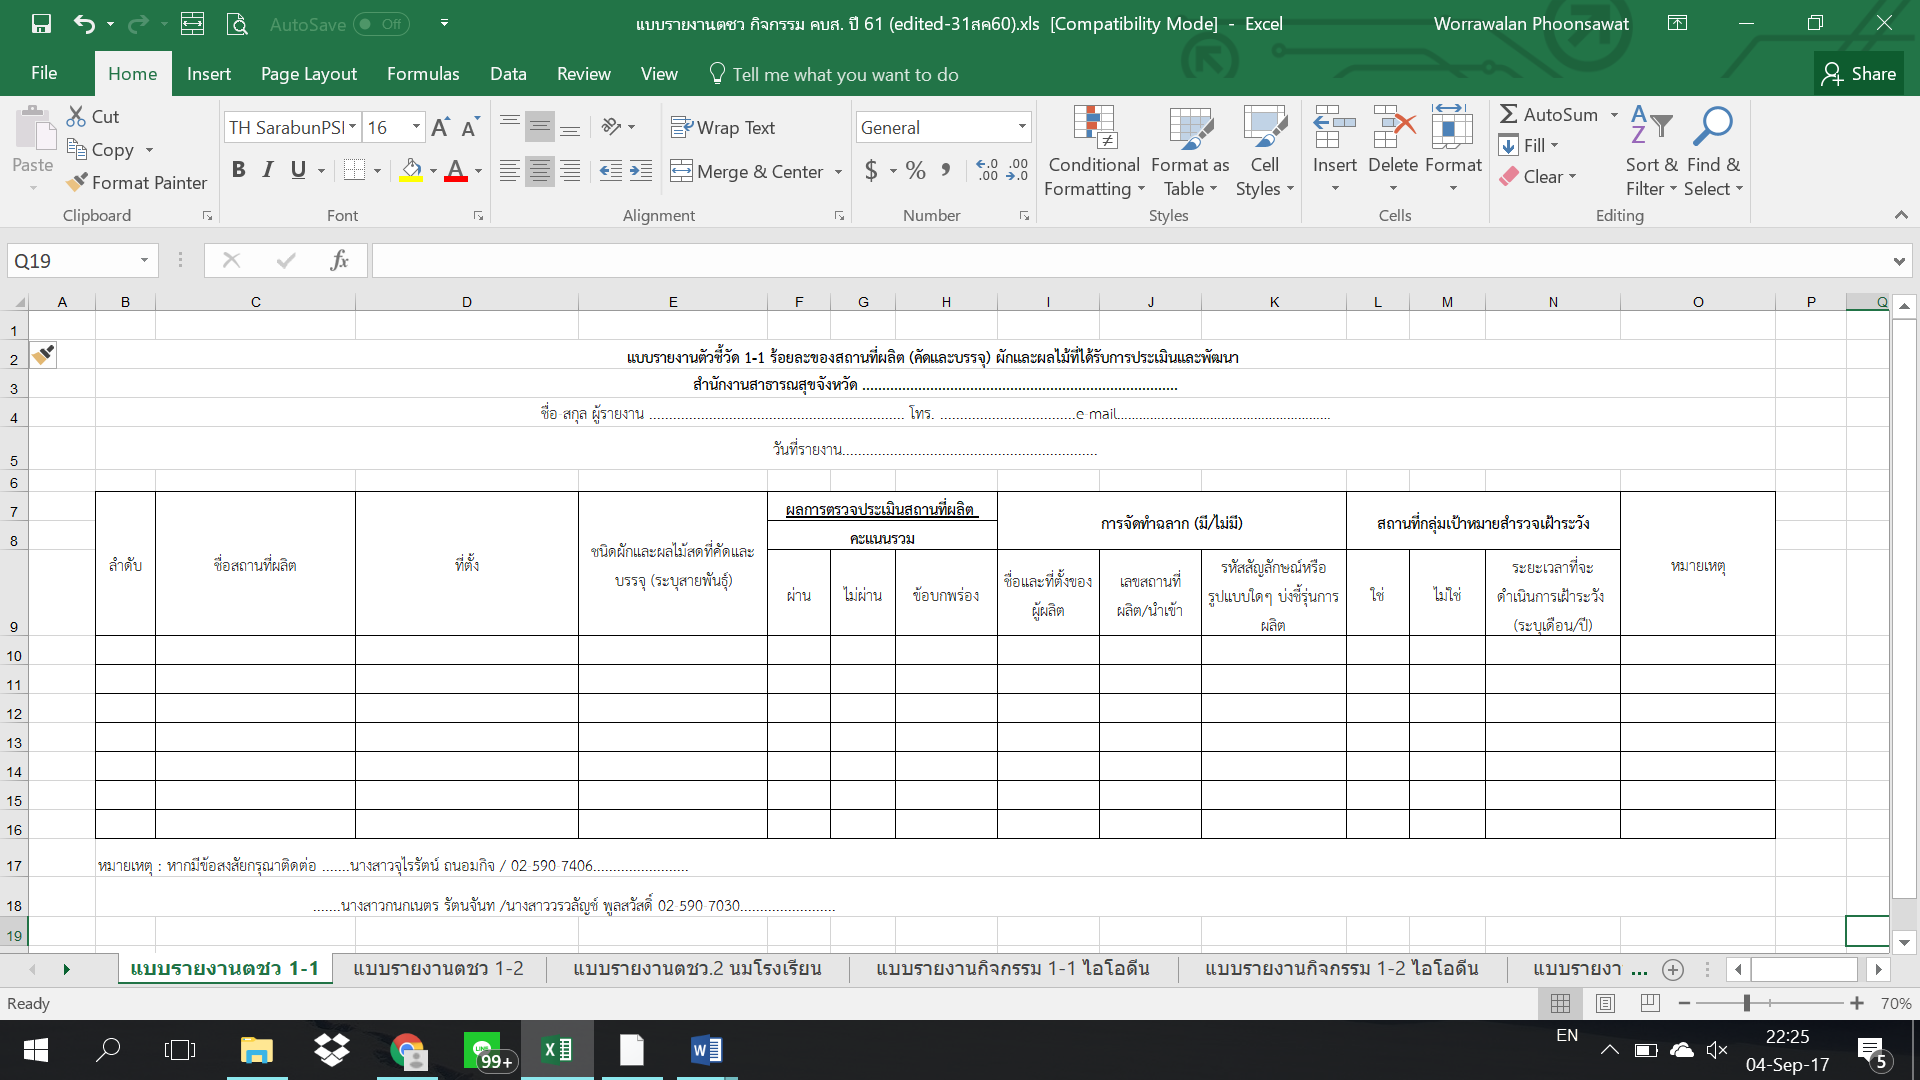 AutoSave Off
แบบรายงานตชว กิจกรรม คบส. ปี 61 (edited-31สค60).xls [Compatibility Mode] - Excel
Worrawalan Phoonsawat
File Home Insert Page Layout Formulas Data Review View Tell me what you want to do
Share
Paste Cut Copy Format Painter
TH SarabunPSI 16
B I U
Wrap Text
Merge & Center
General
$ % ,
Conditional Formatting
Format as Table
Cell Styles
Insert Delete Format
AutoSum
Fill
Clear
Sort & Filter
Find & Select
Clipboard Font Alignment Number Styles Cells Editing
Q19 fx
A B C D E F G H I J K L M N O P Q
1
2 แบบรายงานตัวชี้วัด 1-1 ร้อยละของสถานที่ผลิต (คัดและบรรจุ) ผักและผลไม้ที่ได้รับการประเมินและพัฒนา
3 สำนักงานสาธารณสุขจังหวัด ...............................................................................
4 ชื่อ-สกุล ผู้รายงาน ................................................................ โทร. ..................................e-mail......................................................
5 วันที่รายงาน................................................................
6
7 ผลการตรวจประเมินสถานที่ผลิต
8 คะแนนรวม
การจัดทำฉลาก (มี/ไม่มี)
สถานที่กลุ่มเป้าหมายสำรวจเฝ้าระวัง
9
ลำดับ
ชื่อสถานที่ผลิต
ที่ตั้ง
ชนิดผักและผลไม้สดที่คัดและ
บรรจุ (ระบุสายพันธุ์)
ผ่าน
ไม่ผ่าน
ข้อบกพร่อง
ชื่อและที่ตั้งของ
ผู้ผลิต
เลขสถานที่
ผลิต/นำเข้า
รหัสสัญลักษณ์หรือ
รูปแบบใดๆ บ่งชี้รุ่นการ
ผลิต
ใช่
ไม่ใช่
ระยะเวลาที่จะ
ดำเนินการเฝ้าระวัง
(ระบุเดือน/ปี)
หมายเหตุ
10
11
12
13
14
15
16
17 หมายเหตุ : หากมีข้อสงสัยกรุณาติดต่อ .......นางสาวจุไรรัตน์ ถนอมกิจ / 02-590-7406........................
18 .......นางสาวกนกเนตร รัตนจันท /นางสาววรวลัญช์ พูลสวัสดิ์ 02-590-7030........................
19
แบบรายงานตชว 1-1 แบบรายงานตชว 1-2 แบบรายงานตชว.2 นมโรงเรียน แบบรายงานกิจกรรม 1-1 ไอโอดีน แบบรายงานกิจกรรม 1-2 ไอโอดีน แบบรายงา ...
Ready
70%
99+
EN
22:25
04-Sep-17
5